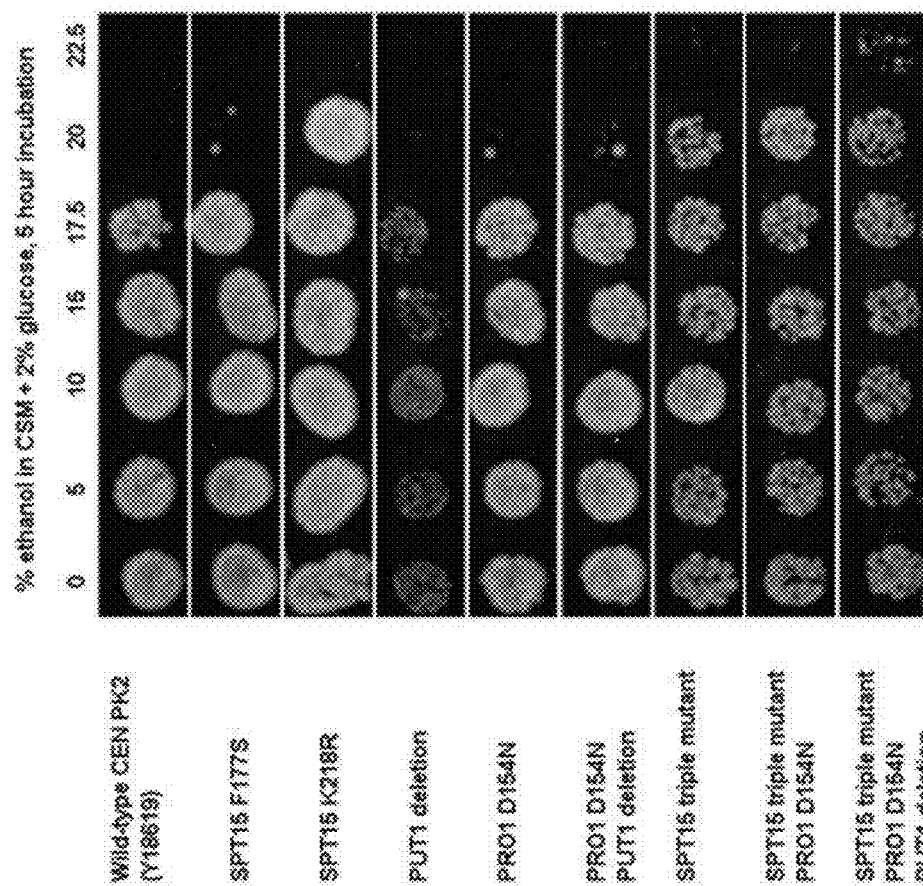 % ethanol in CSM + 2% glucose, 5 hour incubation
0 5 10 15 17.5 20 22.5
Wild-type CEN PK2
(Y18619)
SPT15 F177S
SPT15 K218R
PUT1 deletion
PRO1 D154N
PRO1 D154N
PUT1 deletion
SPT15 triple mutant
SPT15 triple mutant
PRO1 D154N
SPT15 triple mutant
PRO1 D154N